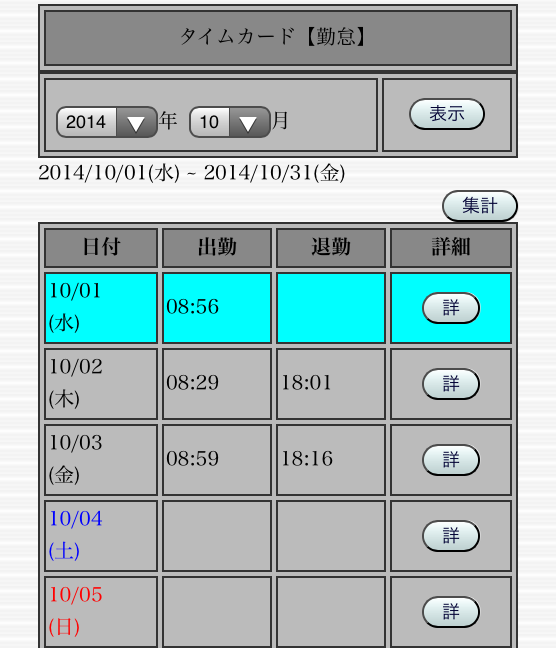 タイムカード【勤怠】
2014 年 10 月 表示
2014/10/01(水) ~ 2014/10/31(金)
集計
日付 出勤 退勤 詳細
10/01
(水) 08:56 詳
10/02
(木) 08:29 18:01 詳
10/03
(金) 08:59 18:16 詳
10/04
(土) 詳
10/05
(日) 詳